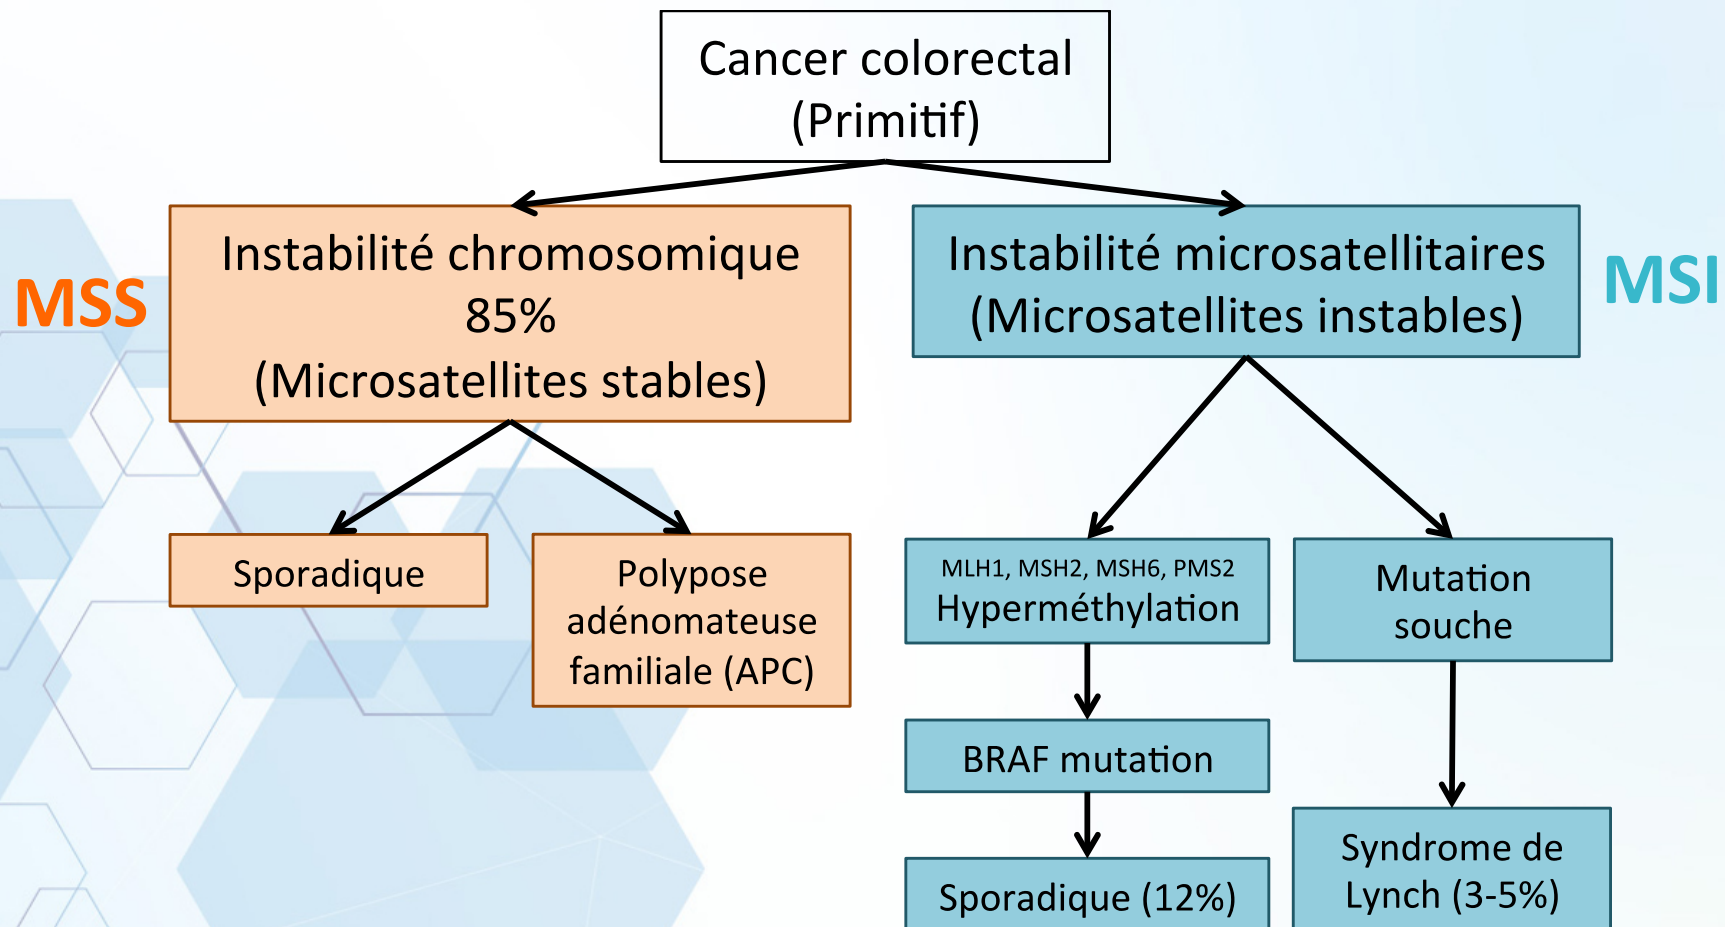 Cancer colorectal
(Primitif)
MSS
Instabilité chromosomique
85%
(Microsatellites stables)
Instabilité microsatellitaires
(Microsatellites instables)
MSI
Sporadique
Polypose
adénomateuse
familiale (APC)
MLH1, MSH2, MSH6, PMS2
Hyperméthylation
Mutation
souche
BRAF mutation
Sporadique (12%)
Syndrome de
Lynch (3-5%)